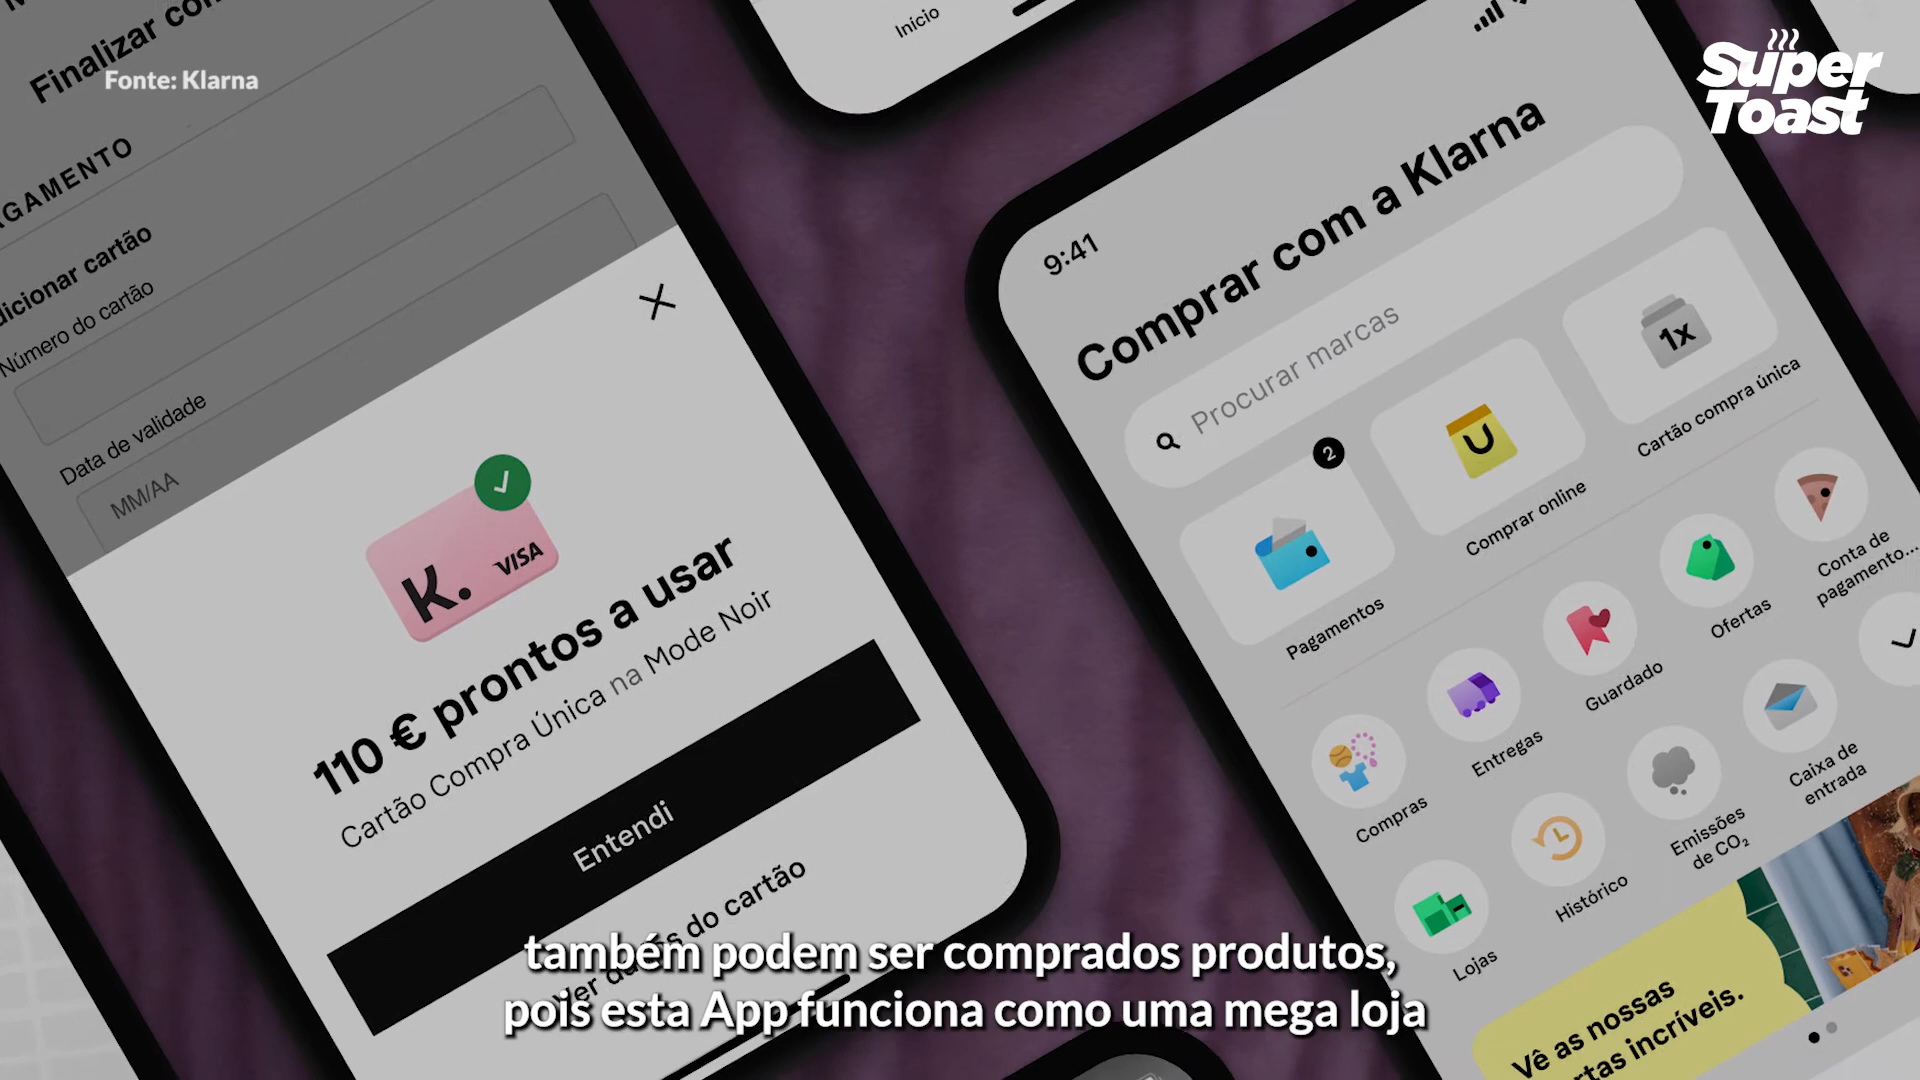 Finalizar
Fonte: Klarna
AGAMENTO
dicionar cartão
Número do cartão
Data de validade
MM/AA
K. VISA
110 € prontos a usar
Cartão Compra Única na Mode Noir
Entendi
do cartão
Início
Super
Toast
9:41
Comprar com a Klarna
Procurar marcas
2
1x
Pagamentos
Comprar online
Cartão compra única
Compras
Entregas
Guardado
Ofertas
Conta de
pagamento...
Lojas
Histórico
Emissões
de CO₂
Caixa de
entrada
Vê as nossas
rtas incríveis.
também podem ser comprados produtos,
pois esta App funciona como uma mega loja